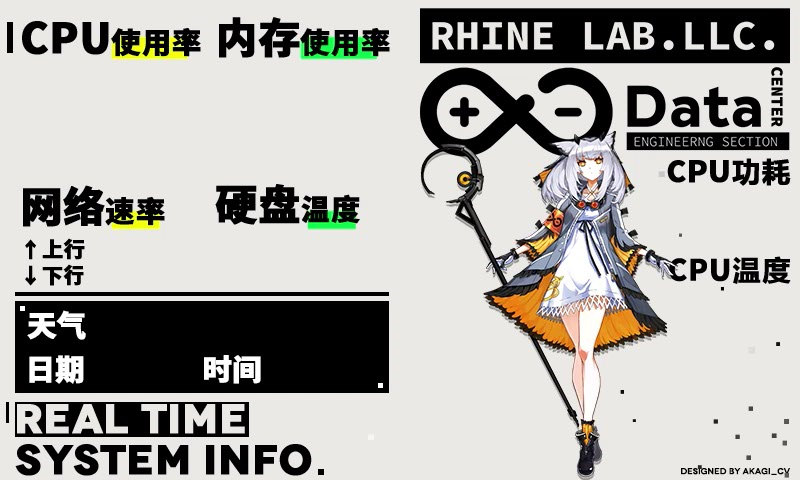 CPU使用率 内存使用率
网络速率 硬盘温度
↑上行
↓下行
天气
日期 时间
REAL TIME
SYSTEM INFO.
RHINE LAB.LLC.
Data CENTER
ENGINEERNG SECTION
CPU功耗
CPU温度
DESIGNED BY AKAGI_CV